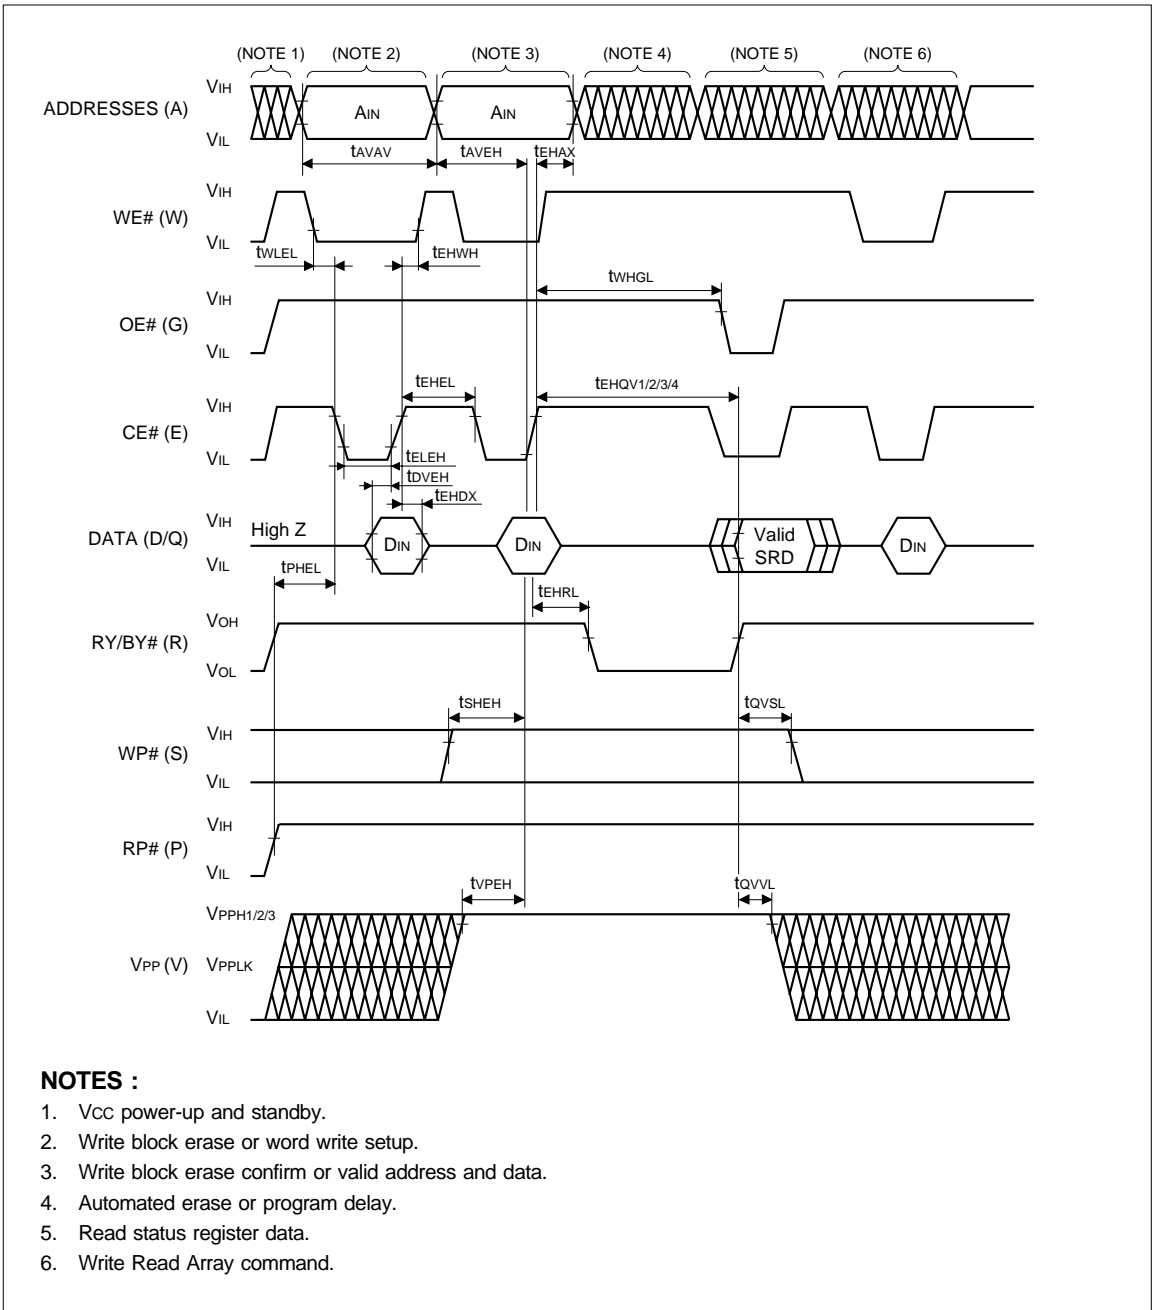 (NOTE 1) (NOTE 2) (NOTE 3) (NOTE 4) (NOTE 5) (NOTE 6)
VIH
ADDRESSES (A) AIN AIN
VIL
tAVAV tAVEH tEHAX
VIH
WE# (W)
VIL
tWLEL tEHWH
tWHGL
VIH
OE# (G)
VIL
tEHEL tEHQV1/2/3/4
VIH
CE# (E)
VIL
tELEH
tDVEH
tEHDX
VIH
High Z
DATA (D/Q) DIN DIN Valid SRD DIN
VIL
tPHEL
tEHRL
VOH
RY/BY# (R)
VOL
tSHEH tQVSL
VIH
WP# (S)
VIL
VIH
RP# (P)
VIL
tVPEH tQVVL
VPPH1/2/3
VPP (V) VPPLK
VIL
NOTES :
1. VCC power-up and standby.
2. Write block erase or word write setup.
3. Write block erase confirm or valid address and data.
4. Automated erase or program delay.
5. Read status register data.
6. Write Read Array command.